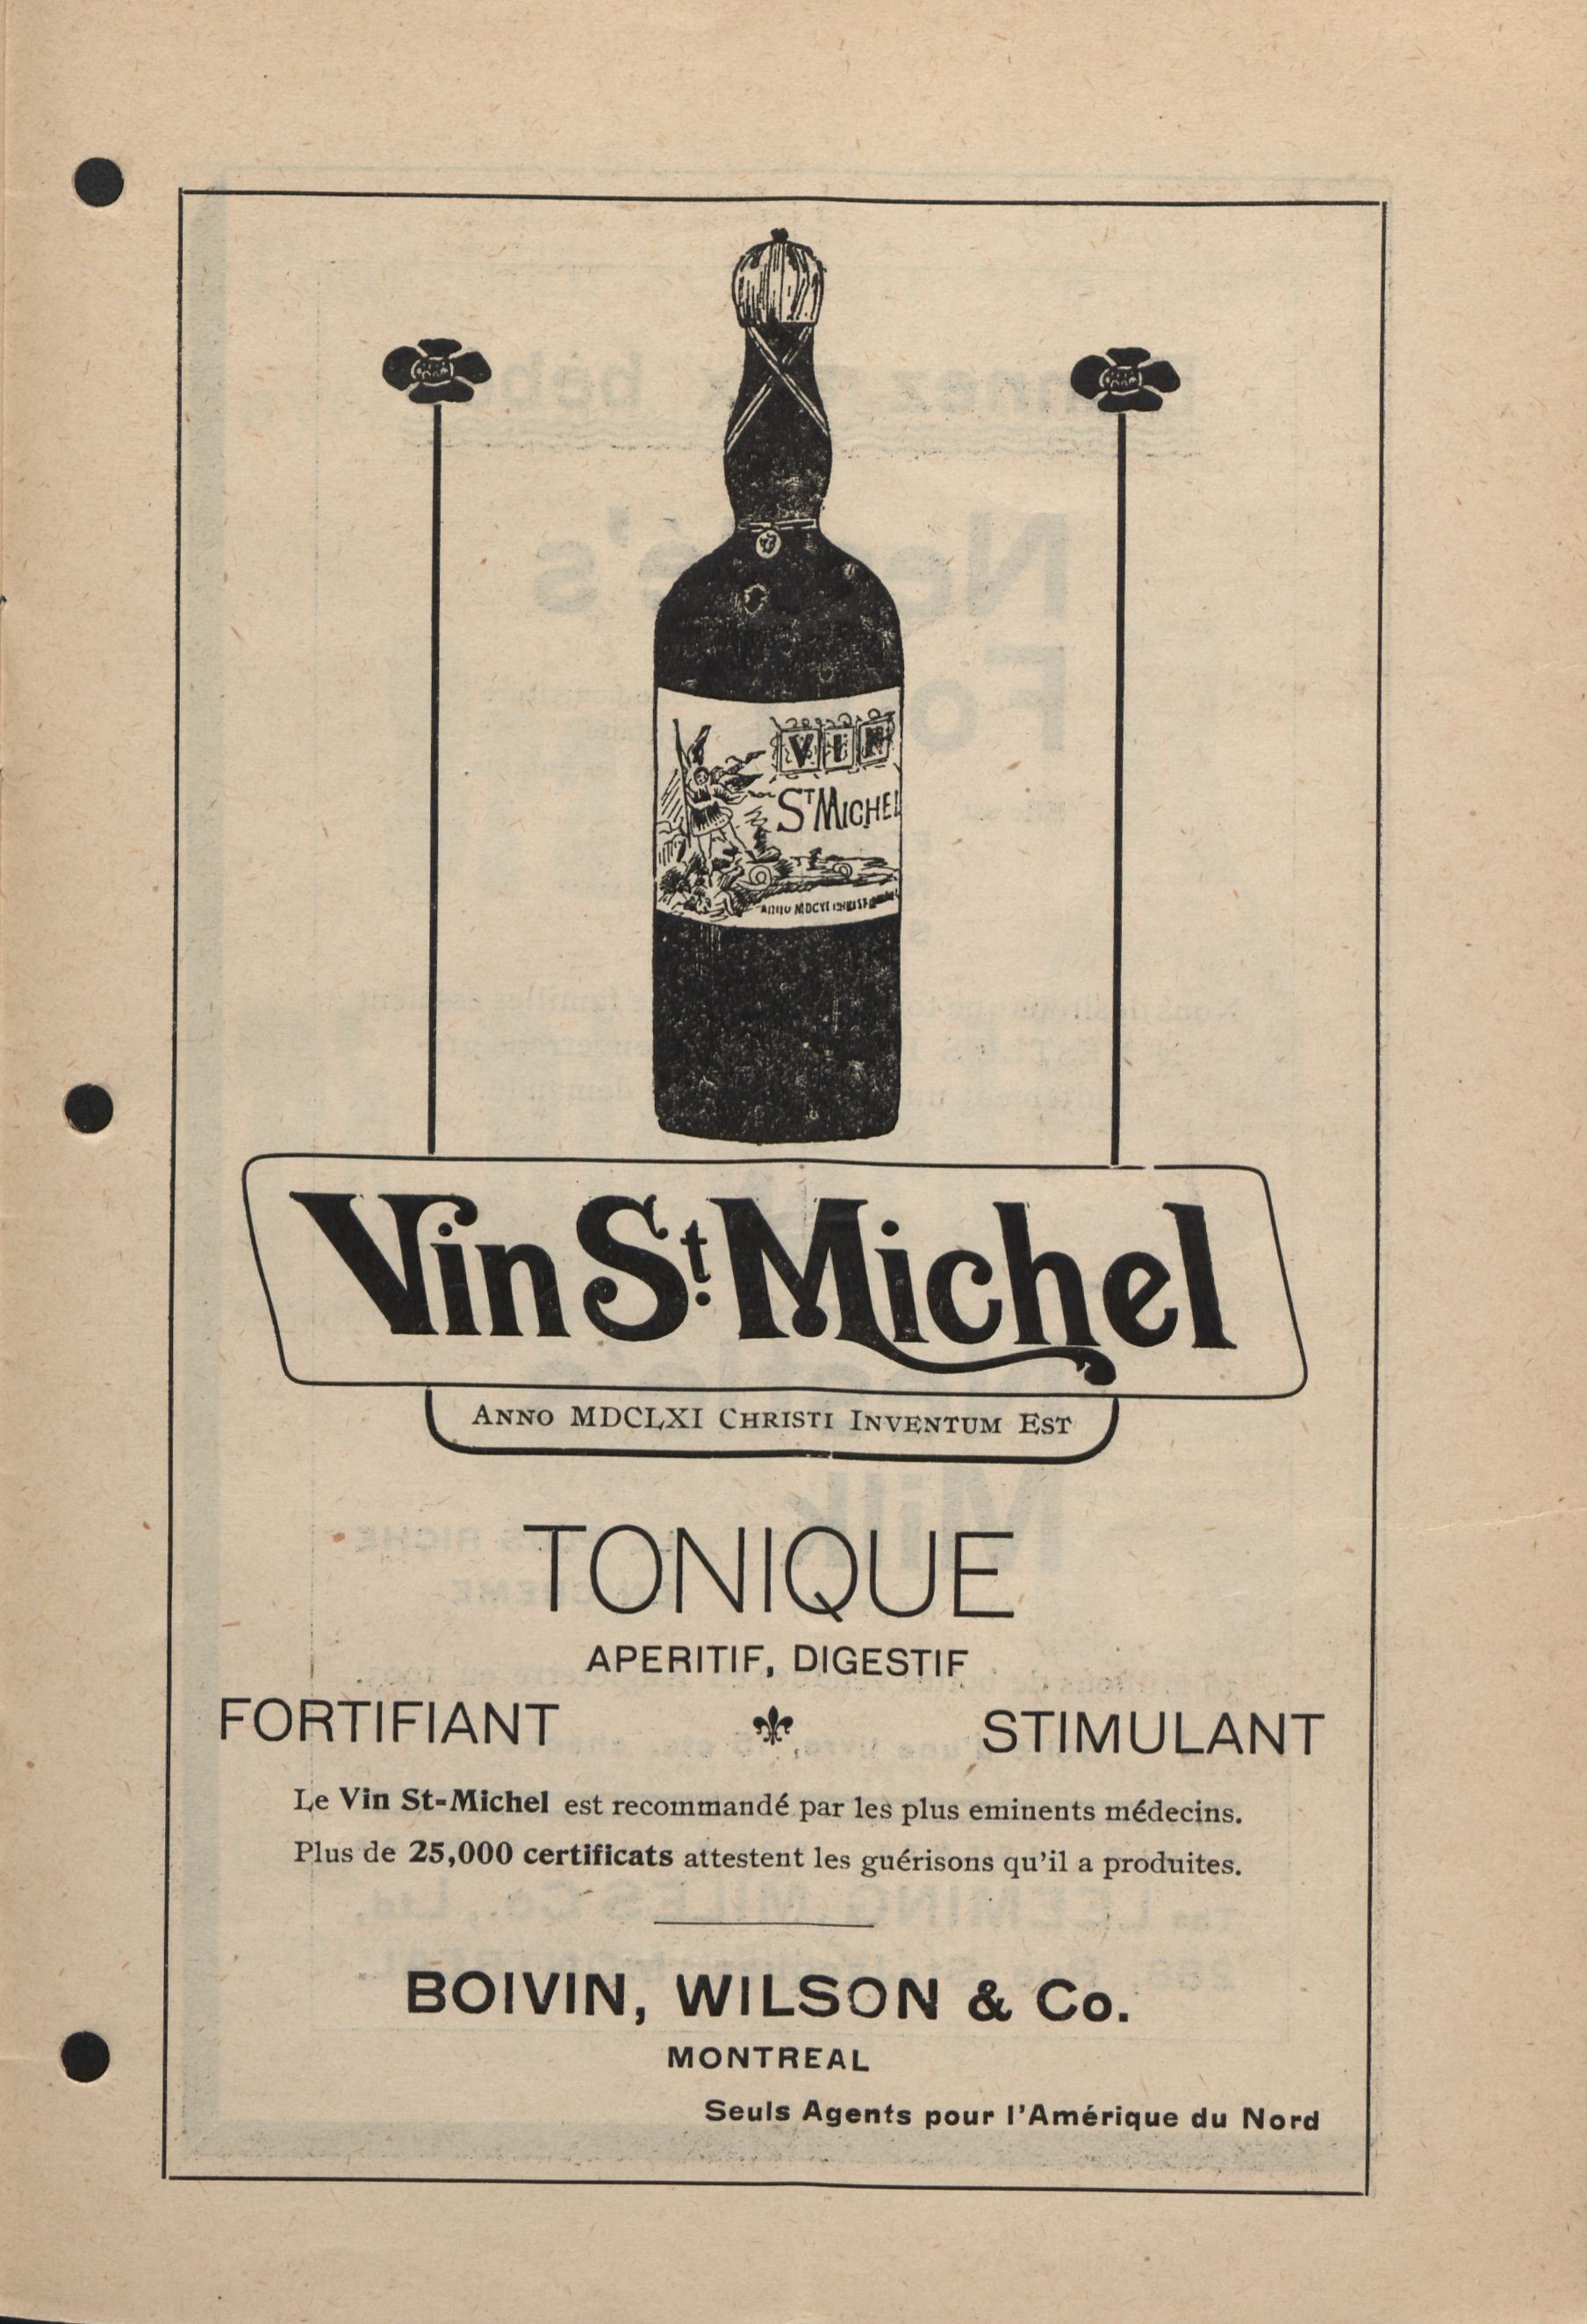 VIN
ST MICHEL
Vin St. Michel
ANNO MDCLXI CHRISTI INVENTUM EST
TONIQUE
APERITIF, DIGESTIF
FORTIFIANT STIMULANT
Le Vin St-Michel est recommandé par les plus eminents médecins.
Plus de 25,000 certificats attestent les guérisons qu'il a produites.
BOIVIN, WILSON & Co.
MONTREAL
Seuls Agents pour l'Amérique du Nord